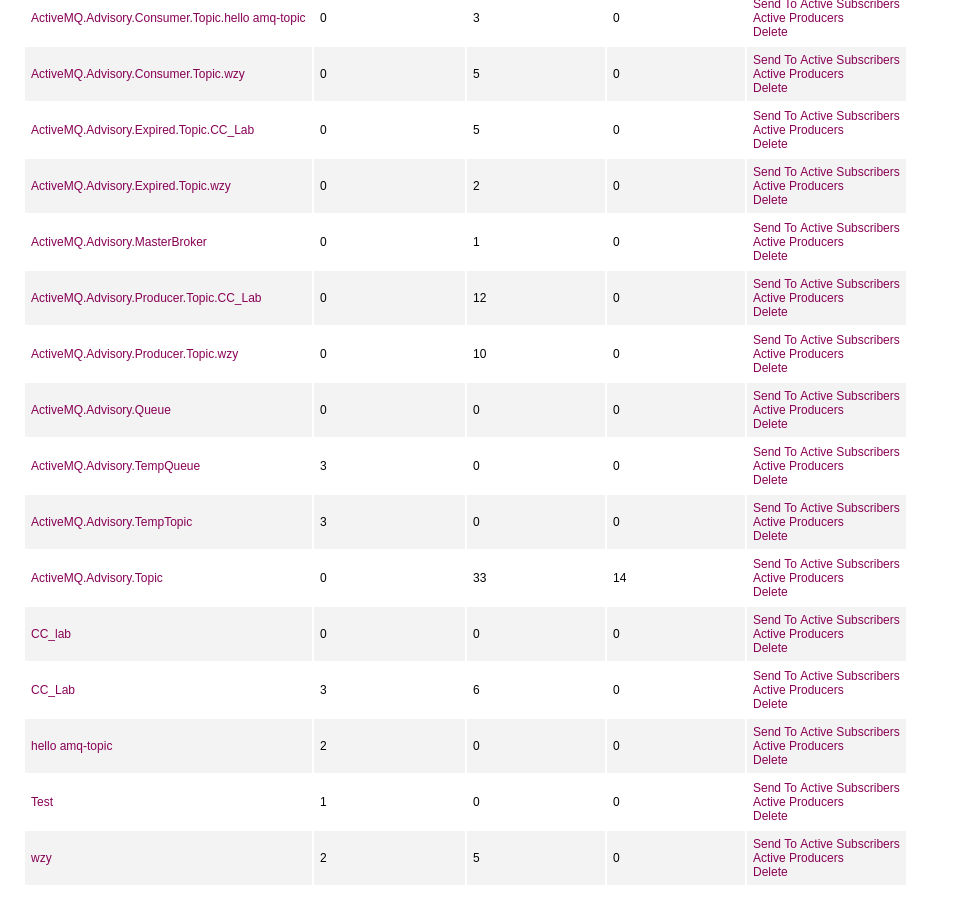 Send To Active Subscribers
ActiveMQ.Advisory.Consumer.Topic.hello amq-topic 0 3 0 Active Producers
Delete
Send To Active Subscribers
ActiveMQ.Advisory.Consumer.Topic.wzy 0 5 0 Active Producers
Delete
Send To Active Subscribers
ActiveMQ.Advisory.Expired.Topic.CC_Lab 0 5 0 Active Producers
Delete
Send To Active Subscribers
ActiveMQ.Advisory.Expired.Topic.wzy 0 2 0 Active Producers
Delete
Send To Active Subscribers
ActiveMQ.Advisory.MasterBroker 0 1 0 Active Producers
Delete
Send To Active Subscribers
ActiveMQ.Advisory.Producer.Topic.CC_Lab 0 12 0 Active Producers
Delete
Send To Active Subscribers
ActiveMQ.Advisory.Producer.Topic.wzy 0 10 0 Active Producers
Delete
Send To Active Subscribers
ActiveMQ.Advisory.Queue 0 0 0 Active Producers
Delete
Send To Active Subscribers
ActiveMQ.Advisory.TempQueue 3 0 0 Active Producers
Delete
Send To Active Subscribers
ActiveMQ.Advisory.TempTopic 3 0 0 Active Producers
Delete
Send To Active Subscribers
ActiveMQ.Advisory.Topic 0 33 14 Active Producers
Delete
Send To Active Subscribers
CC_lab 0 0 0 Active Producers
Delete
Send To Active Subscribers
CC_Lab 3 6 0 Active Producers
Delete
Send To Active Subscribers
hello amq-topic 2 0 0 Active Producers
Delete
Send To Active Subscribers
Test 1 0 0 Active Producers
Delete
Send To Active Subscribers
wzy 2 5 0 Active Producers
Delete